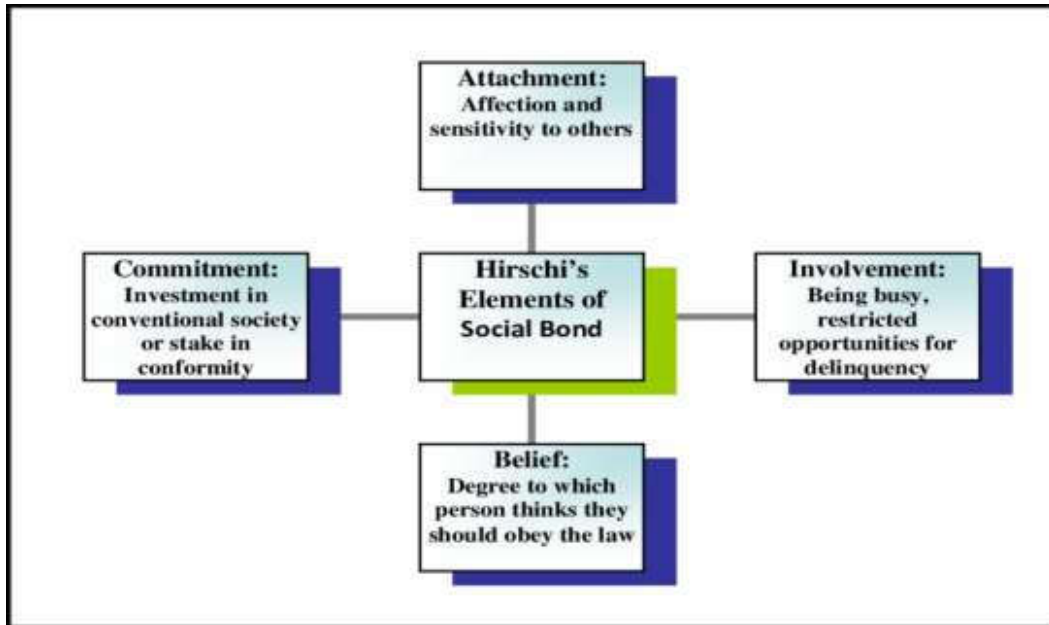 Attachment:
Affection and
sensitivity to others
Commitment:
Investment in
conventional society
or stake in
conformity
Hirschi's
Elements of
Social Bond
Involvement:
Being busy,
restricted
opportunities for
delinquency
Belief:
Degree to which
person thinks they
should obey the law